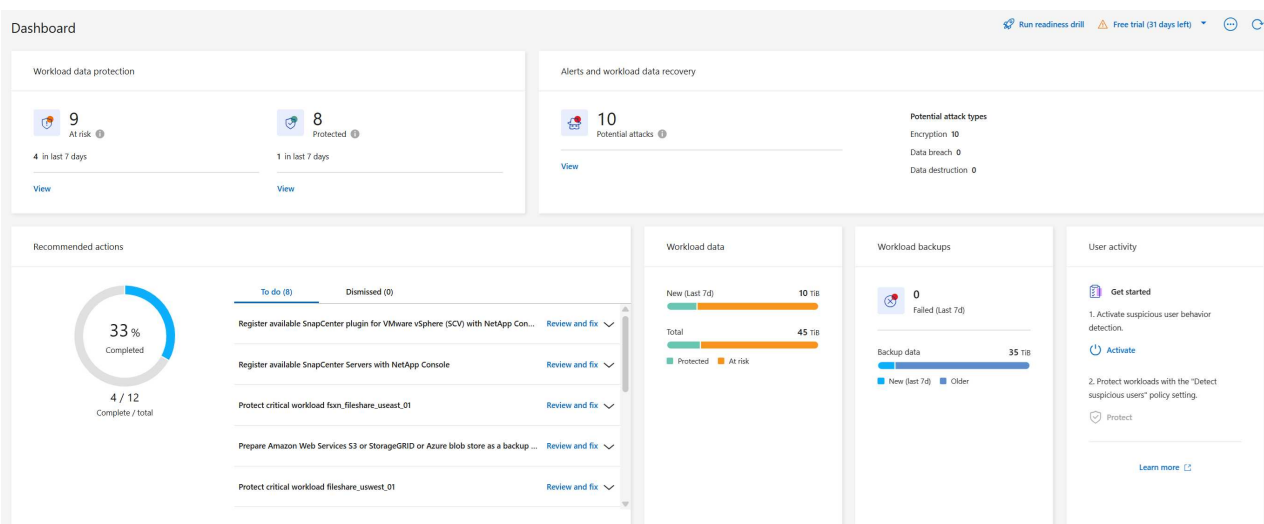 Dashboard
Run readiness drill
Free trial (31 days left)
Workload data protection
9
At risk
4 in last 7 days
View
8
Protected
1 in last 7 days
View
Alerts and workload data recovery
10
Potential attacks
View
Potential attack types
Encryption 10
Data breach 0
Data destruction 0
Recommended actions
33 %
Completed
4 / 12
Complete / total
To do (8)
Dismissed (0)
Register available SnapCenter plugin for VMware vSphere (SCV) with NetApp Con...
Review and fix
Register available SnapCenter Servers with NetApp Console
Review and fix
Protect critical workload fsxn_fileshare_useast_01
Review and fix
Prepare Amazon Web Services S3 or StorageGRID or Azure blob store as a backup ...
Review and fix
Protect critical workload fileshare_uswest_01
Review and fix
Workload data
New (Last 7d)
10 TiB
Total
45 TiB
Protected
At risk
Workload backups
0
Failed (Last 7d)
Backup data
35 TiB
New (last 7d)
Older
User activity
Get started
1. Activate suspicious user behavior
detection.
Activate
2. Protect workloads with the "Detect
suspicious users" policy setting.
Protect
Learn more